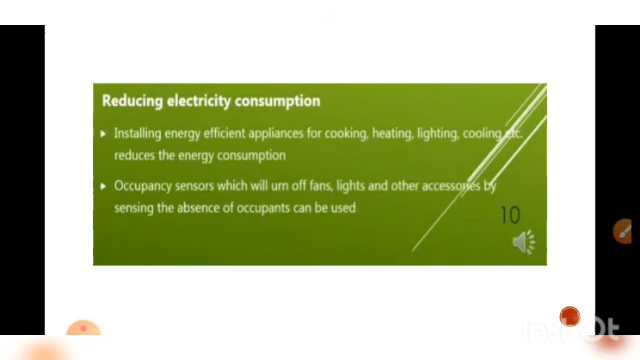 Reducing electricity consumption
Installing energy efficient appliances for cooking, heating, lighting, cooling etc.
reduces the energy consumption
Occupancy sensors which will urn off fans, lights and other accessories by
sensing the absence of occupants can be used
10